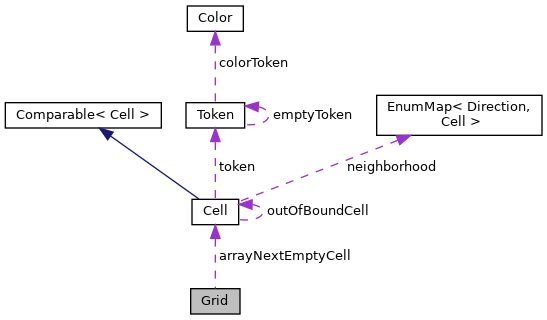 Color
colorToken
Comparable< Cell >
Token
emptyToken
EnumMap< Direction,
Cell >
token
neighborhood
Cell
outOfBoundCell
arrayNextEmptyCell
Grid